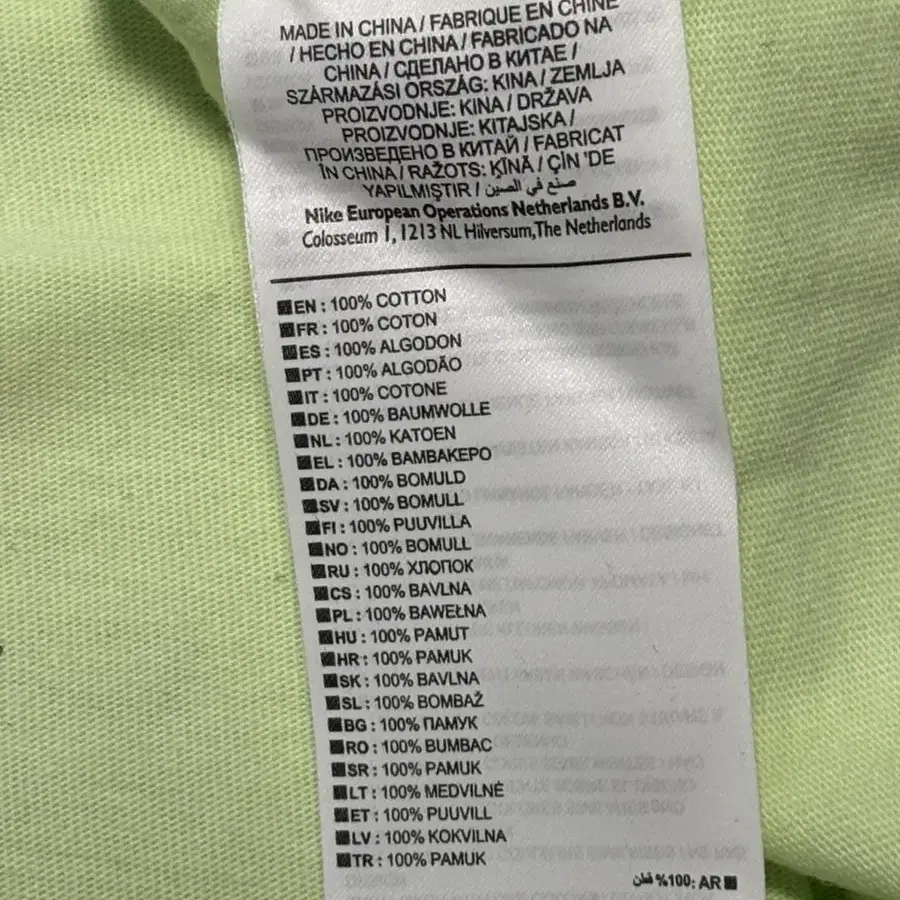 MADE IN CHINA / FABRIQUE EN CHINE
/ HECHO EN CHINA / FABRICADO NA
CHINA / СДЕЛАНО В КИТАЕ /
SZÁRMAZÁSI ORSZÁG: KINA / ZEMLJA
PROIZVODNJE: KINA / DRŽAVA
PROIZVODNJE: KITAJSKA /
ПРОИЗВЕДЕНО В КИТАЙ / FABRICAT
ÎN CHINA / RAŽOTS: ĶĪNĀ / ÇİN 'DE
YAPILMIŞTIR / صنع في الصين
Nike European Operations Netherlands B.V.
Colosseum 1, 1213 NL Hilversum, The Netherlands
EN : 100% COTTON
FR : 100% COTON
ES : 100% ALGODON
PT : 100% ALGODÃO
IT : 100% COTONE
DE : 100% BAUMWOLLE
NL : 100% KATOEN
EL : 100% ΒΑΜΒΑΚΕΡΟ
DA : 100% BOMULD
SV : 100% BOMULL
FI : 100% PUUVILLA
NO : 100% BOMULL
RU : 100% ХЛОПОК
CS : 100% BAVLNA
PL : 100% BAWEŁNA
HU : 100% PAMUT
HR : 100% PAMUK
SK : 100% BAVLNA
SL : 100% BOMBAŽ
BG : 100% ПАМУК
RO : 100% BUMBAC
SR : 100% PAMUK
LT : 100% MEDVILNĖ
ET : 100% PUUVILL
LV : 100% KOKVILNA
TR : 100% PAMUK
AR :100% قطن